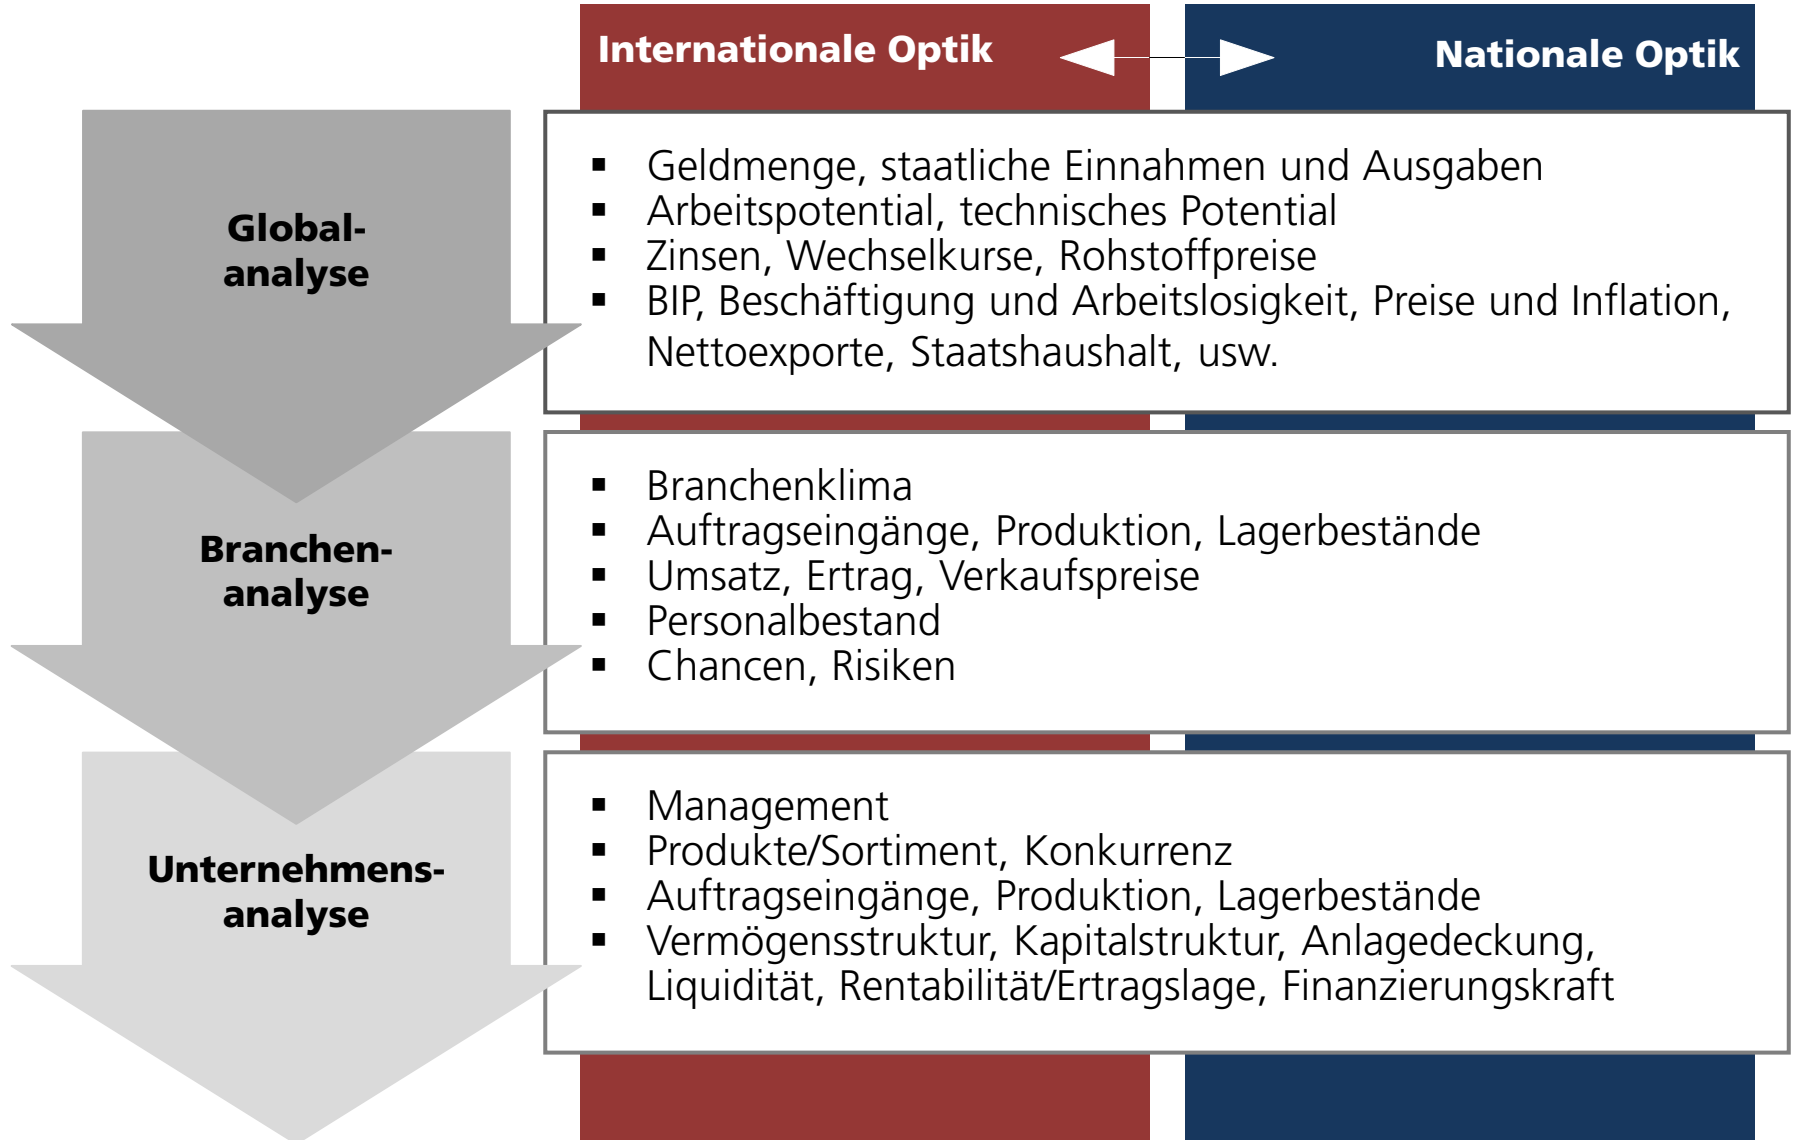 Internationale Optik
Nationale Optik
Global-
analyse
▪ Geldmenge, staatliche Einnahmen und Ausgaben
▪ Arbeitspotential, technisches Potential
▪ Zinsen, Wechselkurse, Rohstoffpreise
▪ BIP, Beschäftigung und Arbeitslosigkeit, Preise und Inflation,
Nettoexporte, Staatshaushalt, usw.
Branchen-
analyse
▪ Branchenklima
▪ Auftragseingänge, Produktion, Lagerbestände
▪ Umsatz, Ertrag, Verkaufspreise
▪ Personalbestand
▪ Chancen, Risiken
Unternehmens-
analyse
▪ Management
▪ Produkte/Sortiment, Konkurrenz
▪ Auftragseingänge, Produktion, Lagerbestände
▪ Vermögensstruktur, Kapitalstruktur, Anlagedeckung,
Liquidität, Rentabilität/Ertragslage, Finanzierungskraft